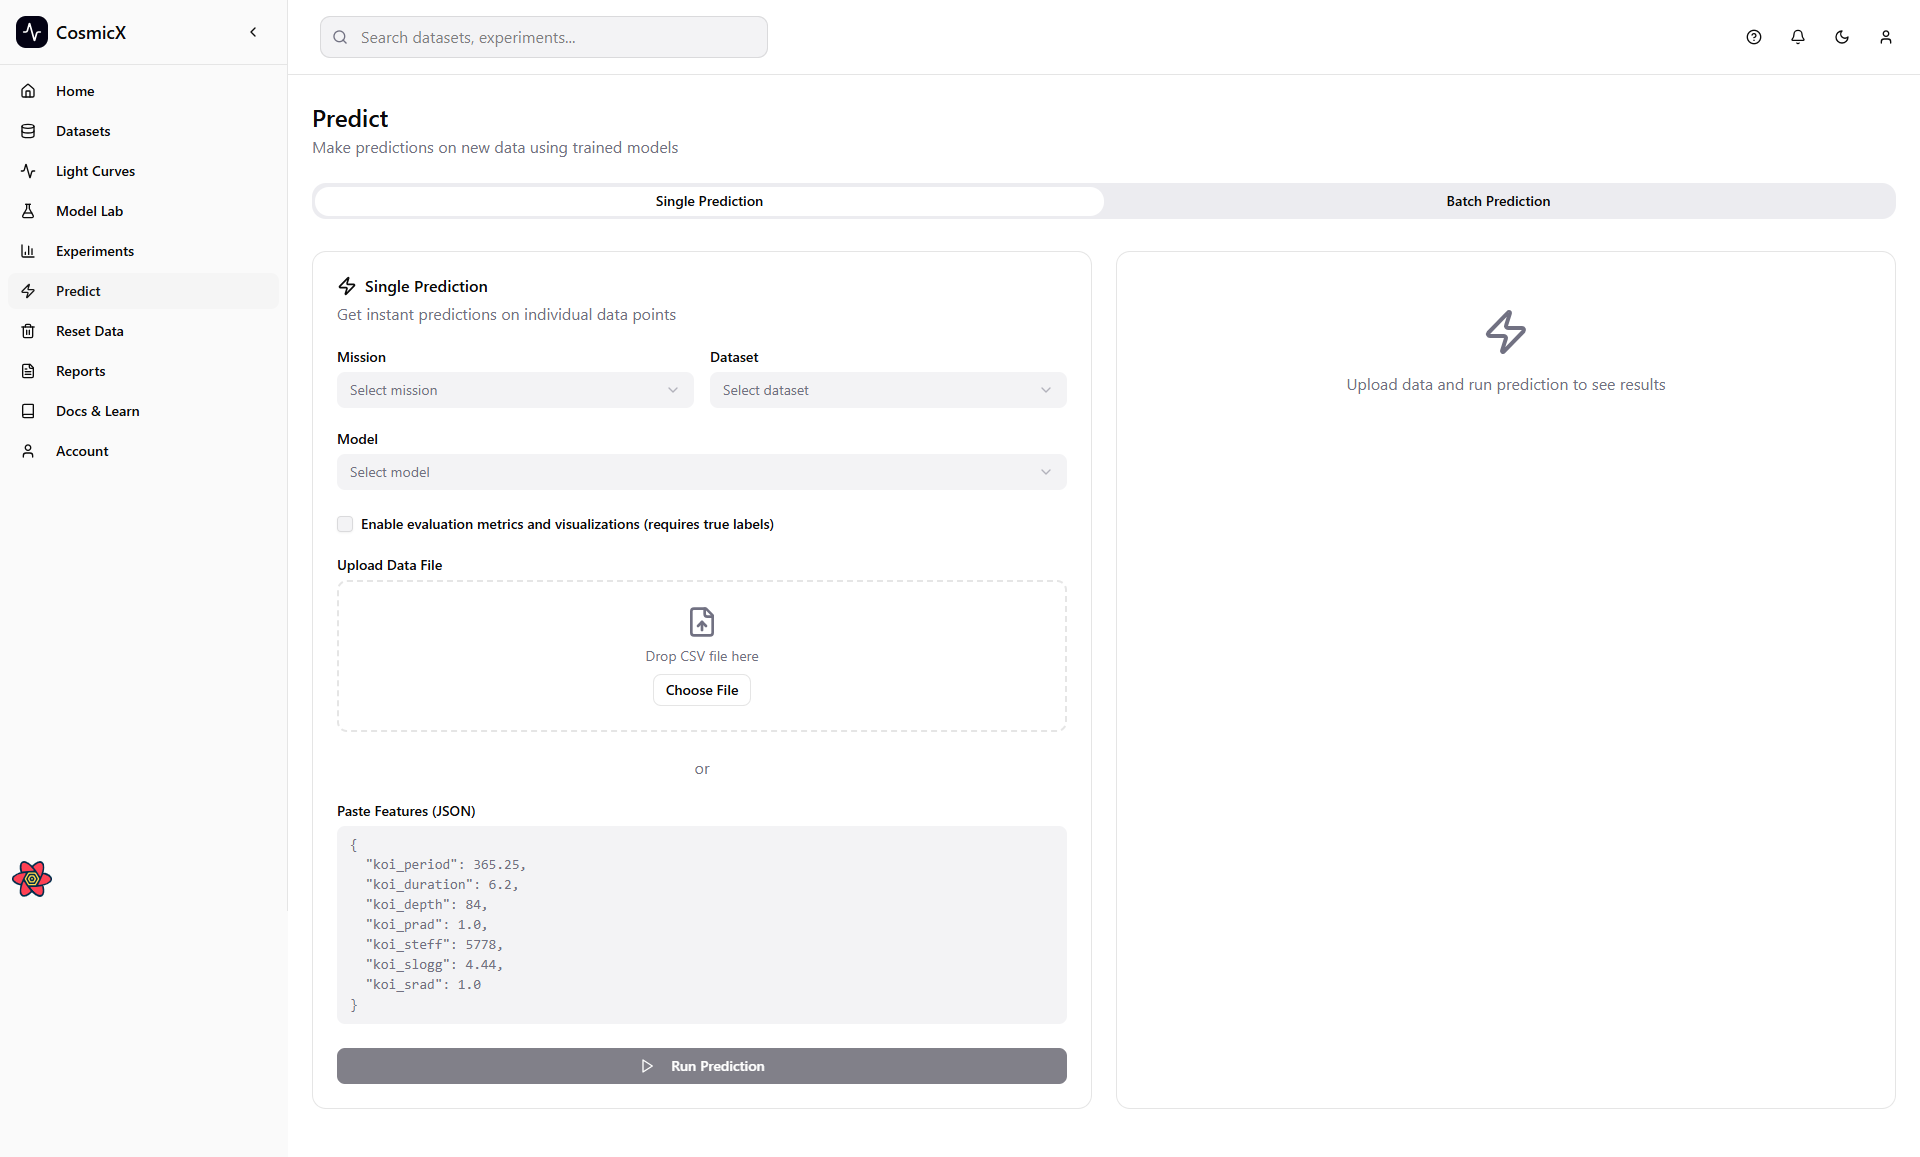 CosmicX
Search datasets, experiments...
Home
Datasets
Light Curves
Model Lab
Experiments
Predict
Reset Data
Reports
Docs & Learn
Account
Predict
Make predictions on new data using trained models
Single Prediction
Batch Prediction
Single Prediction
Get instant predictions on individual data points
Mission
Dataset
Select mission
Select dataset
Model
Select model
Enable evaluation metrics and visualizations (requires true labels)
Upload Data File
Drop CSV file here
Choose File
or
Paste Features (JSON)
{
  "koi_period": 365.25,
  "koi_duration": 6.2,
  "koi_depth": 84,
  "koi_prad": 1.0,
  "koi_steff": 5778,
  "koi_slogg": 4.44,
  "koi_srad": 1.0
}
Run Prediction
Upload data and run prediction to see results